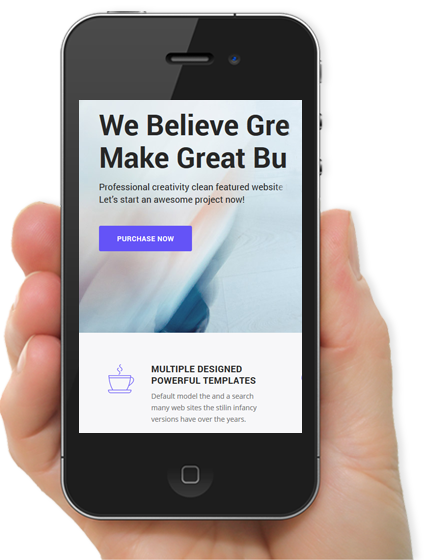 We Believe Gre
Make Great Bu
Professional creativity clean featured website
Let's start an awesome project now!
PURCHASE NOW
MULTIPLE DESIGNED
POWERFUL TEMPLATES
Default model the and a search
many web sites the stilin infancy
versions have over the years.